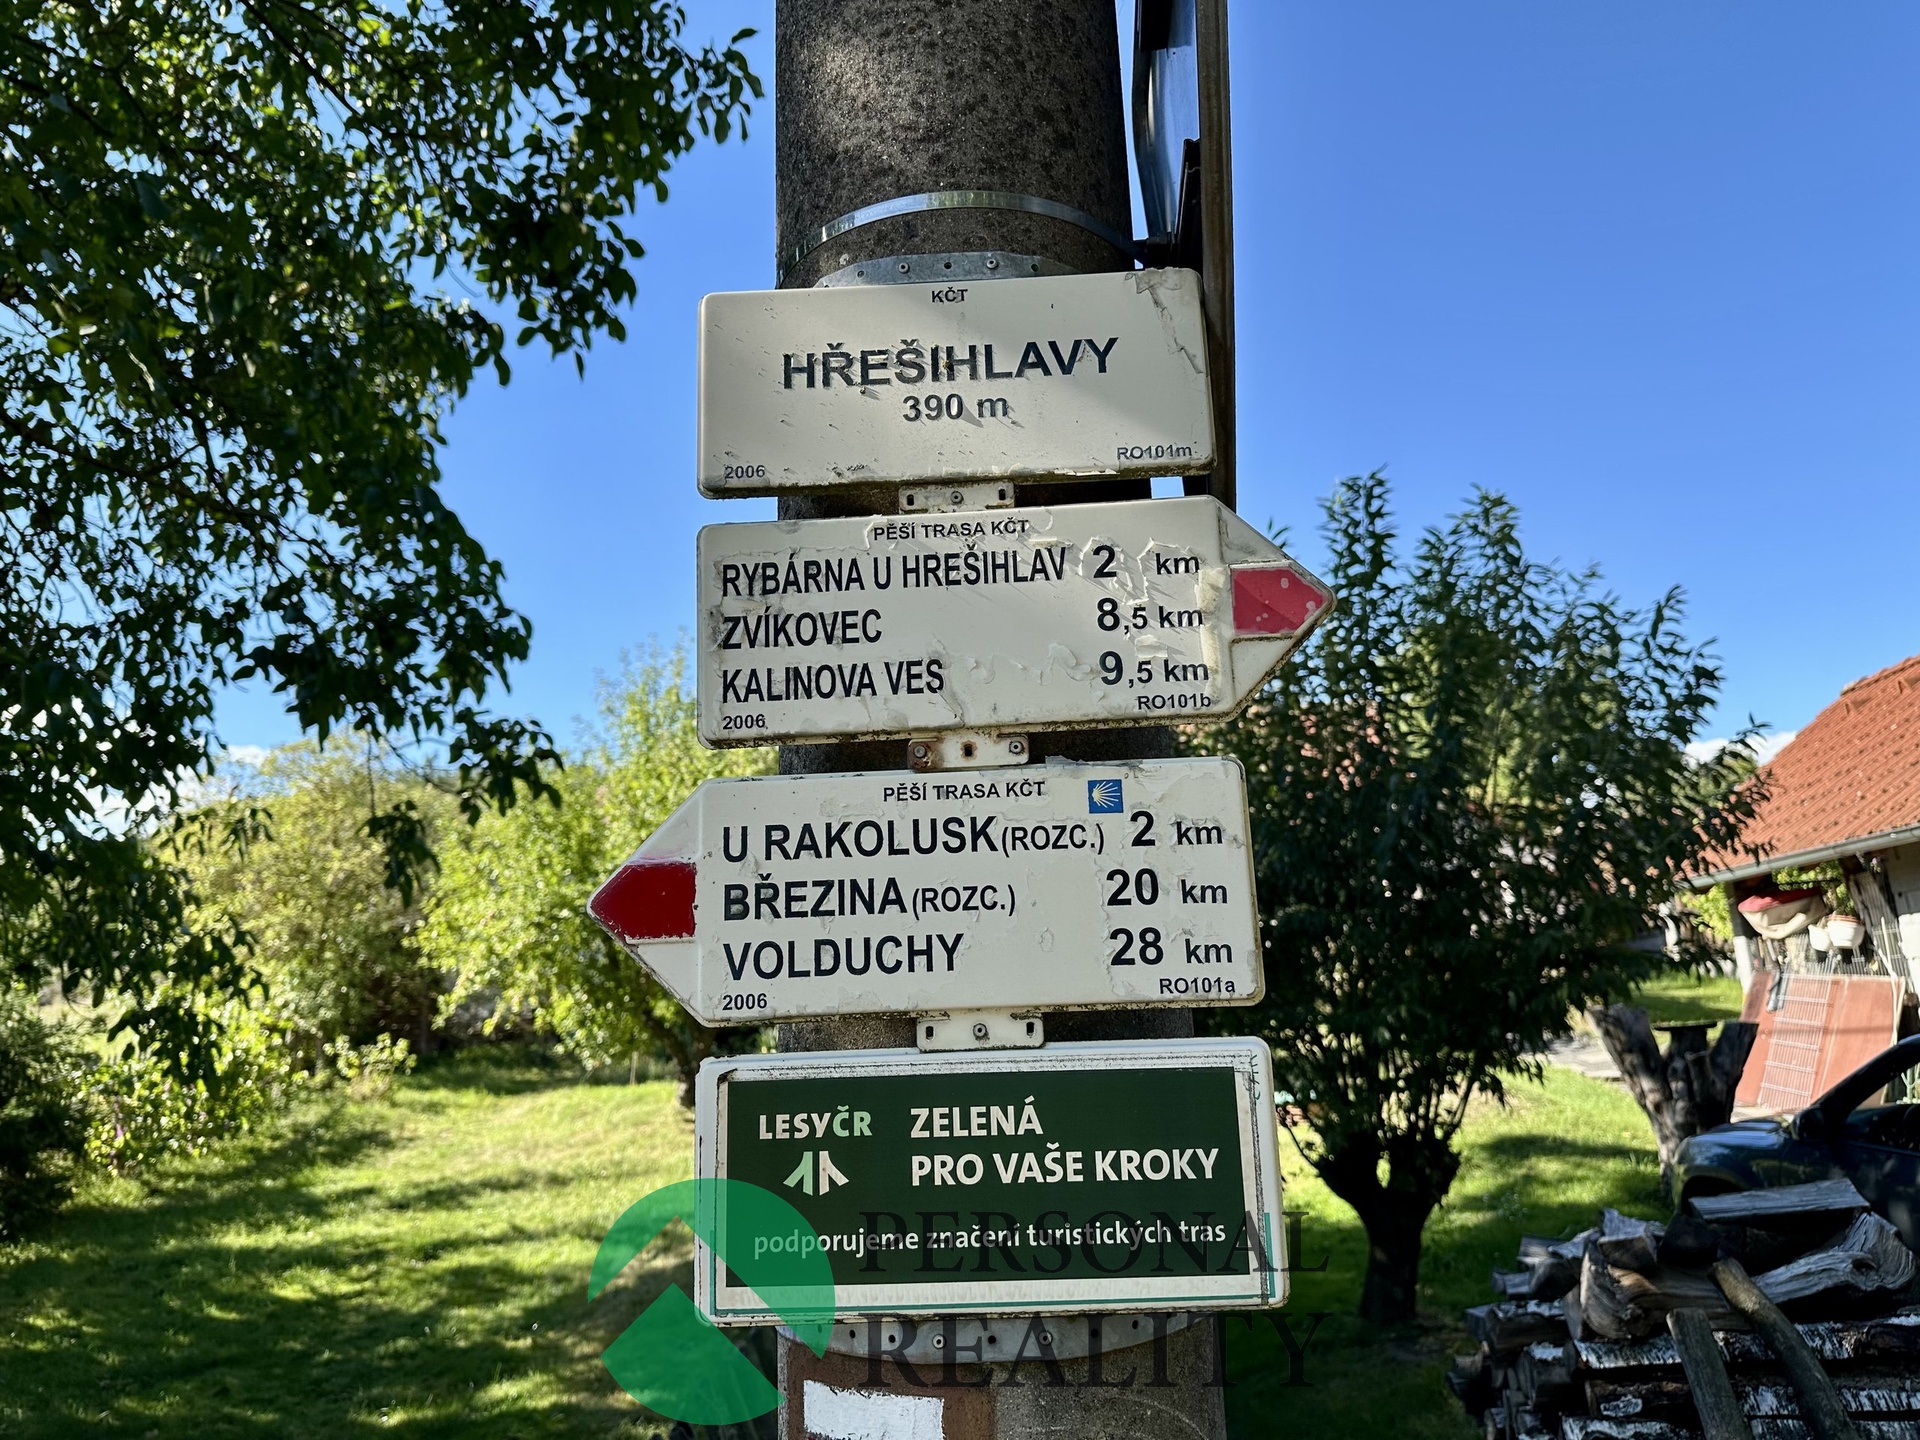 KČT
HŘEŠIHLAVY
390 m
2006 RO101m
PĚŠÍ TRASA KČT
RYBÁRNA U HREŠIHLAV 2 km
ZVÍKOVEC 8,5 km
KALINOVA VES 9,5 km
2006 RO101b
PĚŠÍ TRASA KČT
U RAKOLUSK (ROZC.) 2 km
BŘEZINA (ROZC.) 20 km
VOLDUCHY 28 km
2006 RO101a
LESYČR ZELENÁ
PRO VAŠE KROKY
podporujeme značení turistických tras
PERSONAL
REALITY